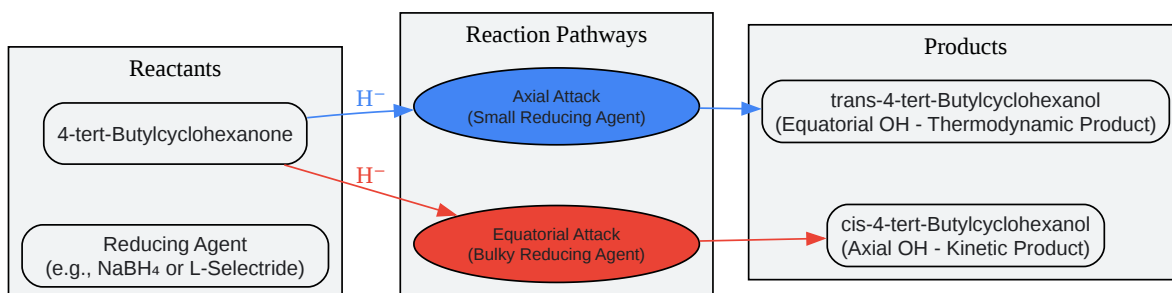 Reactants
4-tert-Butylcyclohexanone
Reducing Agent
(e.g., NaBH₄ or L-Selectride)
H⁻
H⁻
Reaction Pathways
Axial Attack
(Small Reducing Agent)
Equatorial Attack
(Bulky Reducing Agent)
Products
trans-4-tert-Butylcyclohexanol
(Equatorial OH - Thermodynamic Product)
cis-4-tert-Butylcyclohexanol
(Axial OH - Kinetic Product)